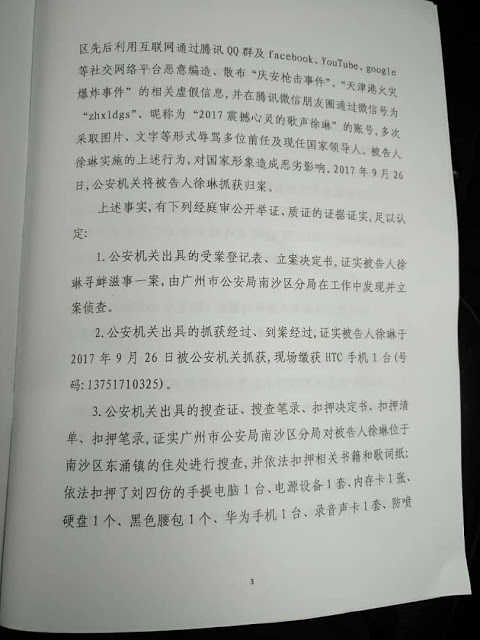 区先后利用互联网通过腾讯QQ群及facebook、YouTube、google
等社交网络平台恶意编造、散布“庆安枪击事件”、“天津港火灾
爆炸事件”的相关虚假信息，并在腾讯微信朋友圈通过微信号为
“zhxldgs”、昵称为“2017震撼心灵的歌声徐琳”的账号,多次
采取图片、文字等形式辱骂多位前任及现任国家领导人。被告人
徐琳实施的上述行为,对国家形象造成恶劣影响。2017年9月26
日,公安机关将被告人徐琳抓获归案。
上述事实,有下列经庭审公开举证、质证的证据证实,足以认
定:
1.公安机关出具的受案登记表、立案决定书,证实被告人徐
琳寻衅滋事一案,由广州市公安局南沙区分局在工作中发现并立
案侦查。
2.公安机关出具的抓获经过、到案经过,证实被告人徐琳于
2017年9月26日被公安机关抓获,现场缴获HTC手机1台(号
码:13751710325)。
3.公安机关出具的搜查证、搜查笔录、扣押决定书、扣押清
单、扣押笔录,证实广州市公安局南沙区分局对被告人徐琳位于
南沙区东涌镇的住处进行搜查,并依法扣押相关书籍和歌词纸;
依法扣押了刘四仿的手提电脑1台、电源设备1套、内存卡1张、
硬盘1个、黑色腰包1个、华为手机1台、录音声卡1套、防喷
3